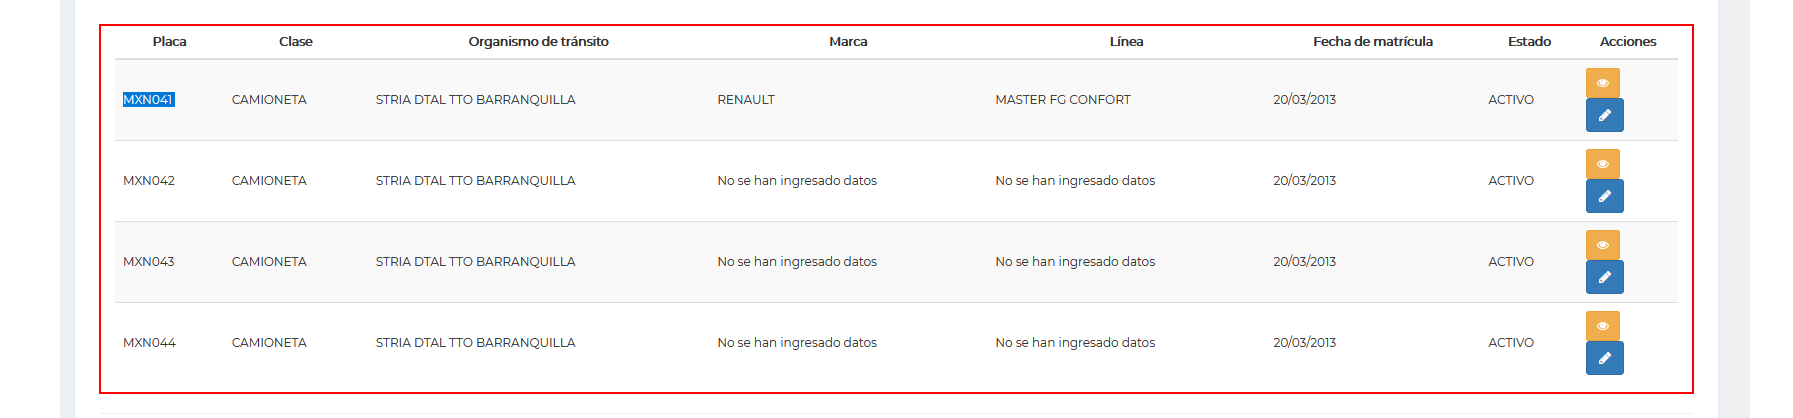 Placa Clase Organismo de tránsito Marca Línea Fecha de matrícula Estado Acciones
MXN041 CAMIONETA STRIA DTAL TTO BARRANQUILLA RENAULT MASTER FG CONFORT 20/03/2013 ACTIVO
MXN042 CAMIONETA STRIA DTAL TTO BARRANQUILLA No se han ingresado datos No se han ingresado datos 20/03/2013 ACTIVO
MXN043 CAMIONETA STRIA DTAL TTO BARRANQUILLA No se han ingresado datos No se han ingresado datos 20/03/2013 ACTIVO
MXN044 CAMIONETA STRIA DTAL TTO BARRANQUILLA No se han ingresado datos No se han ingresado datos 20/03/2013 ACTIVO